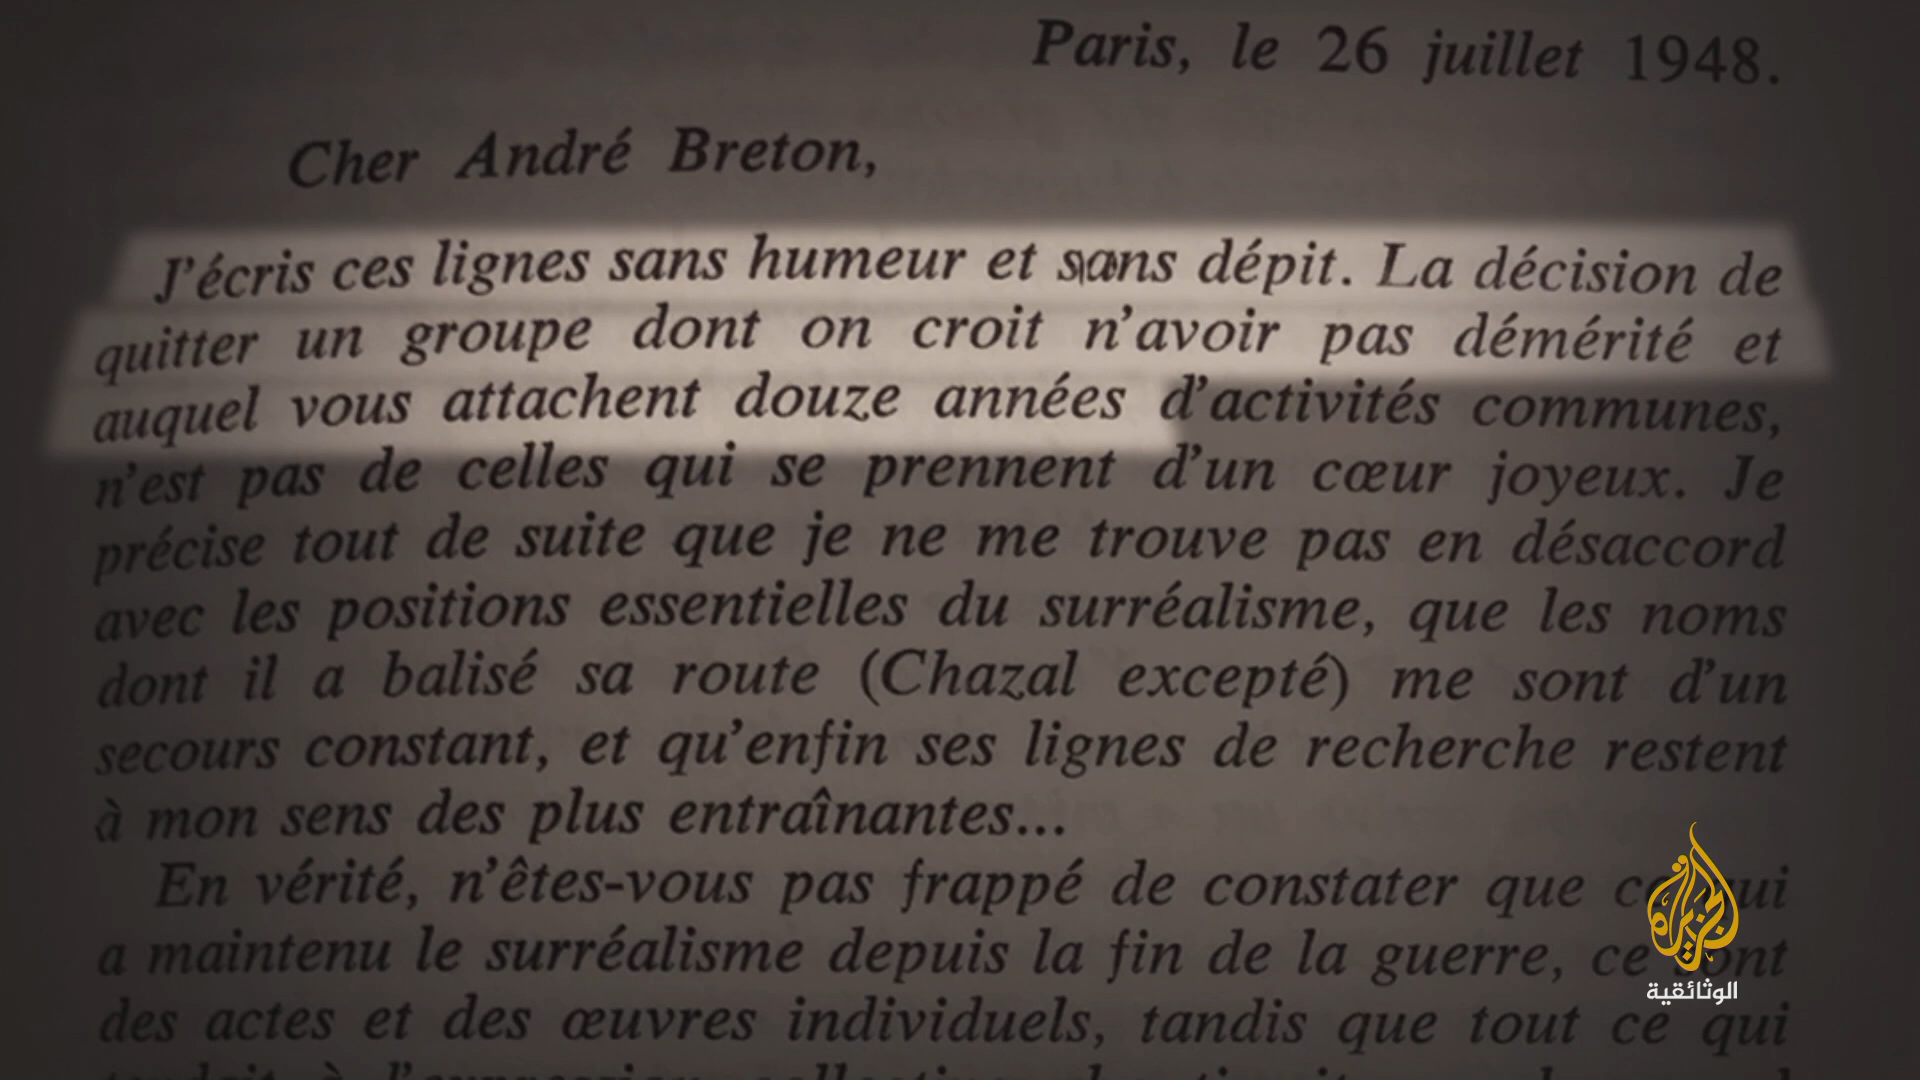 Paris, le 26 juillet 1948.
Cher André Breton,
J'écris ces lignes sans humeur et sans dépit. La décision de
quitter un groupe dont on croit n'avoir pas démérité et
auquel vous attachent douze années d'activités communes,
n'est pas de celles qui se prennent d'un cœur joyeux. Je
précise tout de suite que je ne me trouve pas en désaccord
avec les positions essentielles du surréalisme, que les noms
dont il a balisé sa route (Chazal excepté) me sont d'un
secours constant, et qu'enfin ses lignes de recherche restent
à mon sens des plus entraînantes...
En vérité, n'êtes-vous pas frappé de constater que ce qui
a maintenu le surréalisme depuis la fin de la guerre, ce sont
des actes et des œuvres individuels, tandis que tout ce qui
الجزيرة
الوثائقية